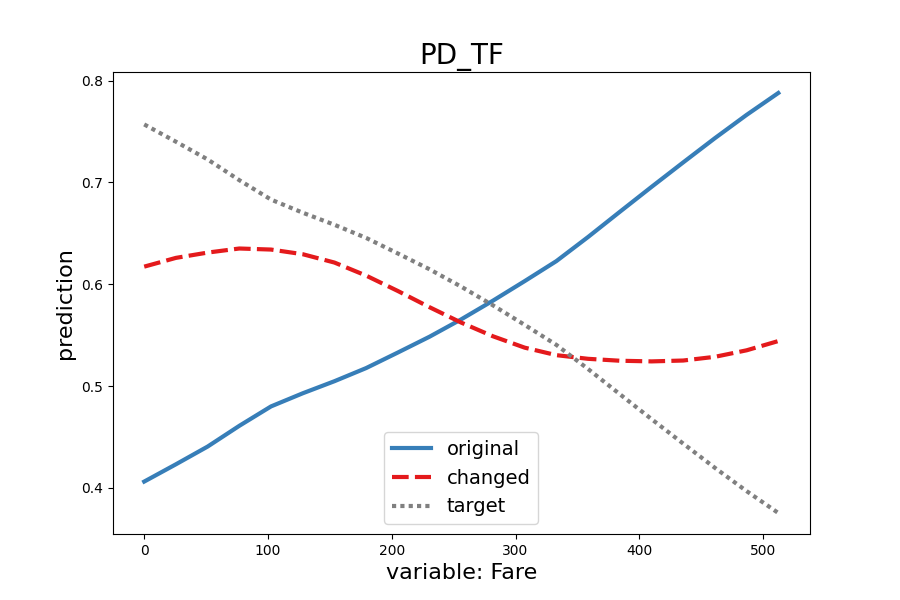 PD_TF
prediction
0.8
0.7
0.6
0.5
0.4
original
changed
target
0 100 200 300 400 500
variable: Fare